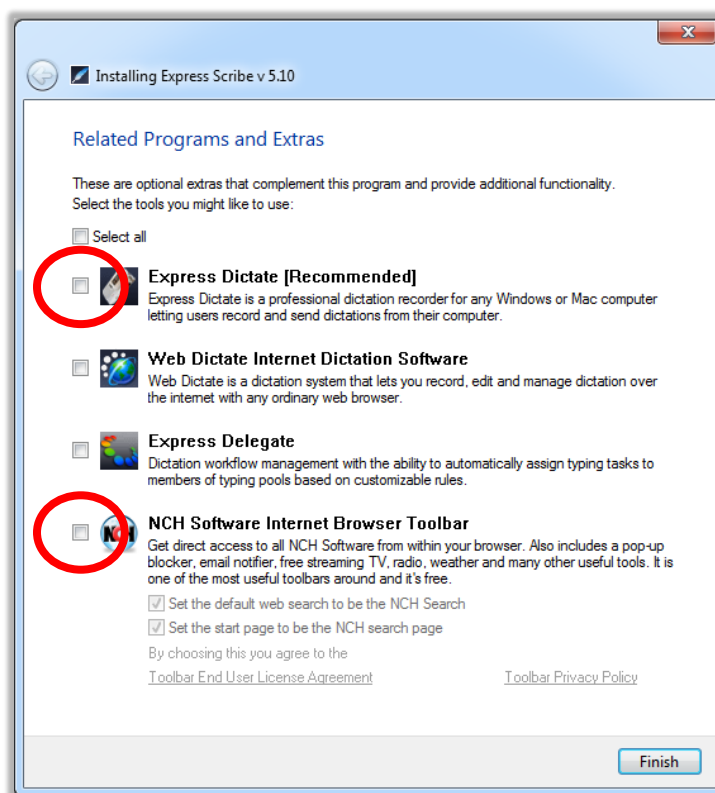 Installing Express Scribe v 5.10
Related Programs and Extras
These are optional extras that complement this program and provide additional functionality.
Select the tools you might like to use:
Select all
Express Dictate [Recommended]
Express Dictate is a professional dictation recorder for any Windows or Mac computer
letting users record and send dictations from their computer.
Web Dictate Internet Dictation Software
Web Dictate is a dictation system that lets you record, edit and manage dictation over
the internet with any ordinary web browser.
Express Delegate
Dictation workflow management with the ability to automatically assign typing tasks to
members of typing pools based on customizable rules.
NCH
NCH Software Internet Browser Toolbar
Get direct access to all NCH Software from within your browser. Also includes a pop-up
blocker, email notifier, free streaming TV, radio, weather and many other useful tools. It is
one of the most useful toolbars around and it's free.
Set the default web search to be the NCH Search
Set the start page to be the NCH search page
By choosing this you agree to the
Toolbar End User License Agreement Toolbar Privacy Policy
Finish